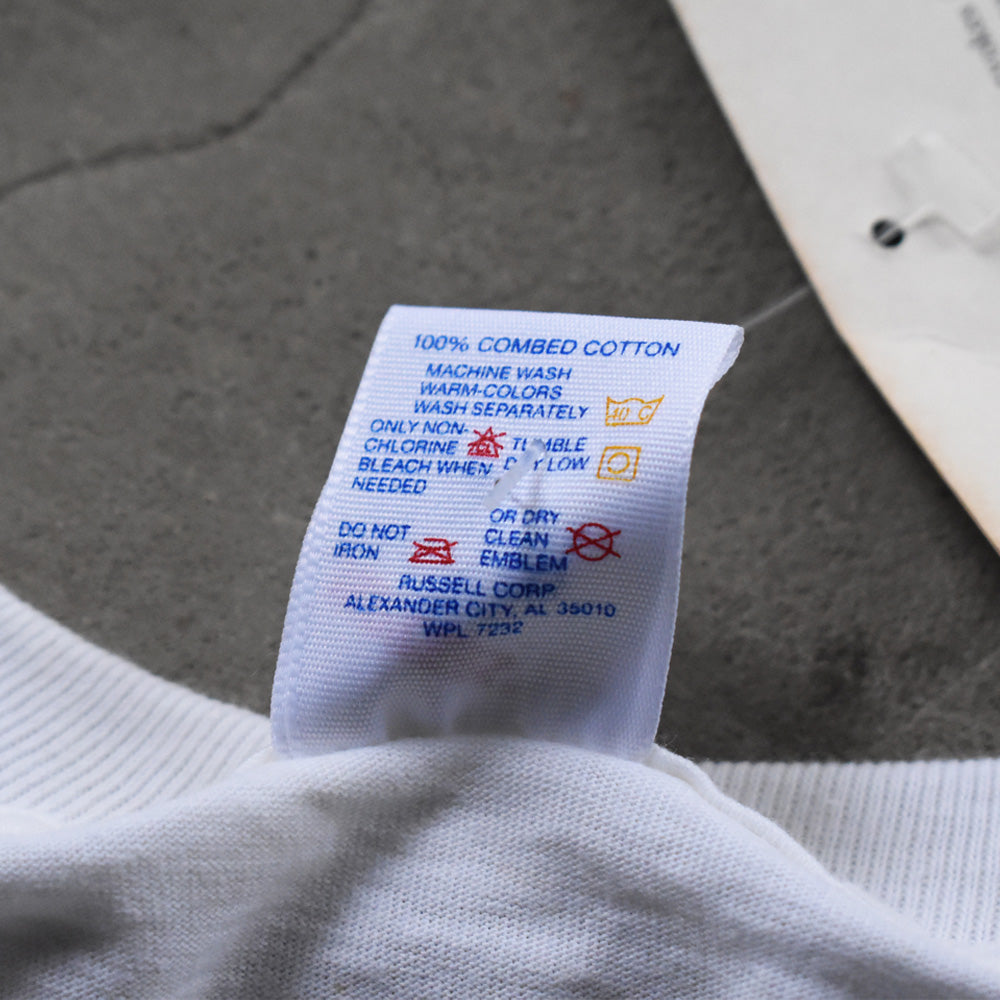 100% COMBED COTTON
MACHINE WASH
WARM-COLORS
WASH SEPARATELY
40 C
ONLY NON-
CHLORINE
BLEACH WHEN
NEEDED
CL
TUMBLE
DRY LOW
DO NOT
IRON
OR DRY
CLEAN
EMBLEM
RUSSELL CORP.
ALEXANDER CITY, AL 35010
WPL 7232